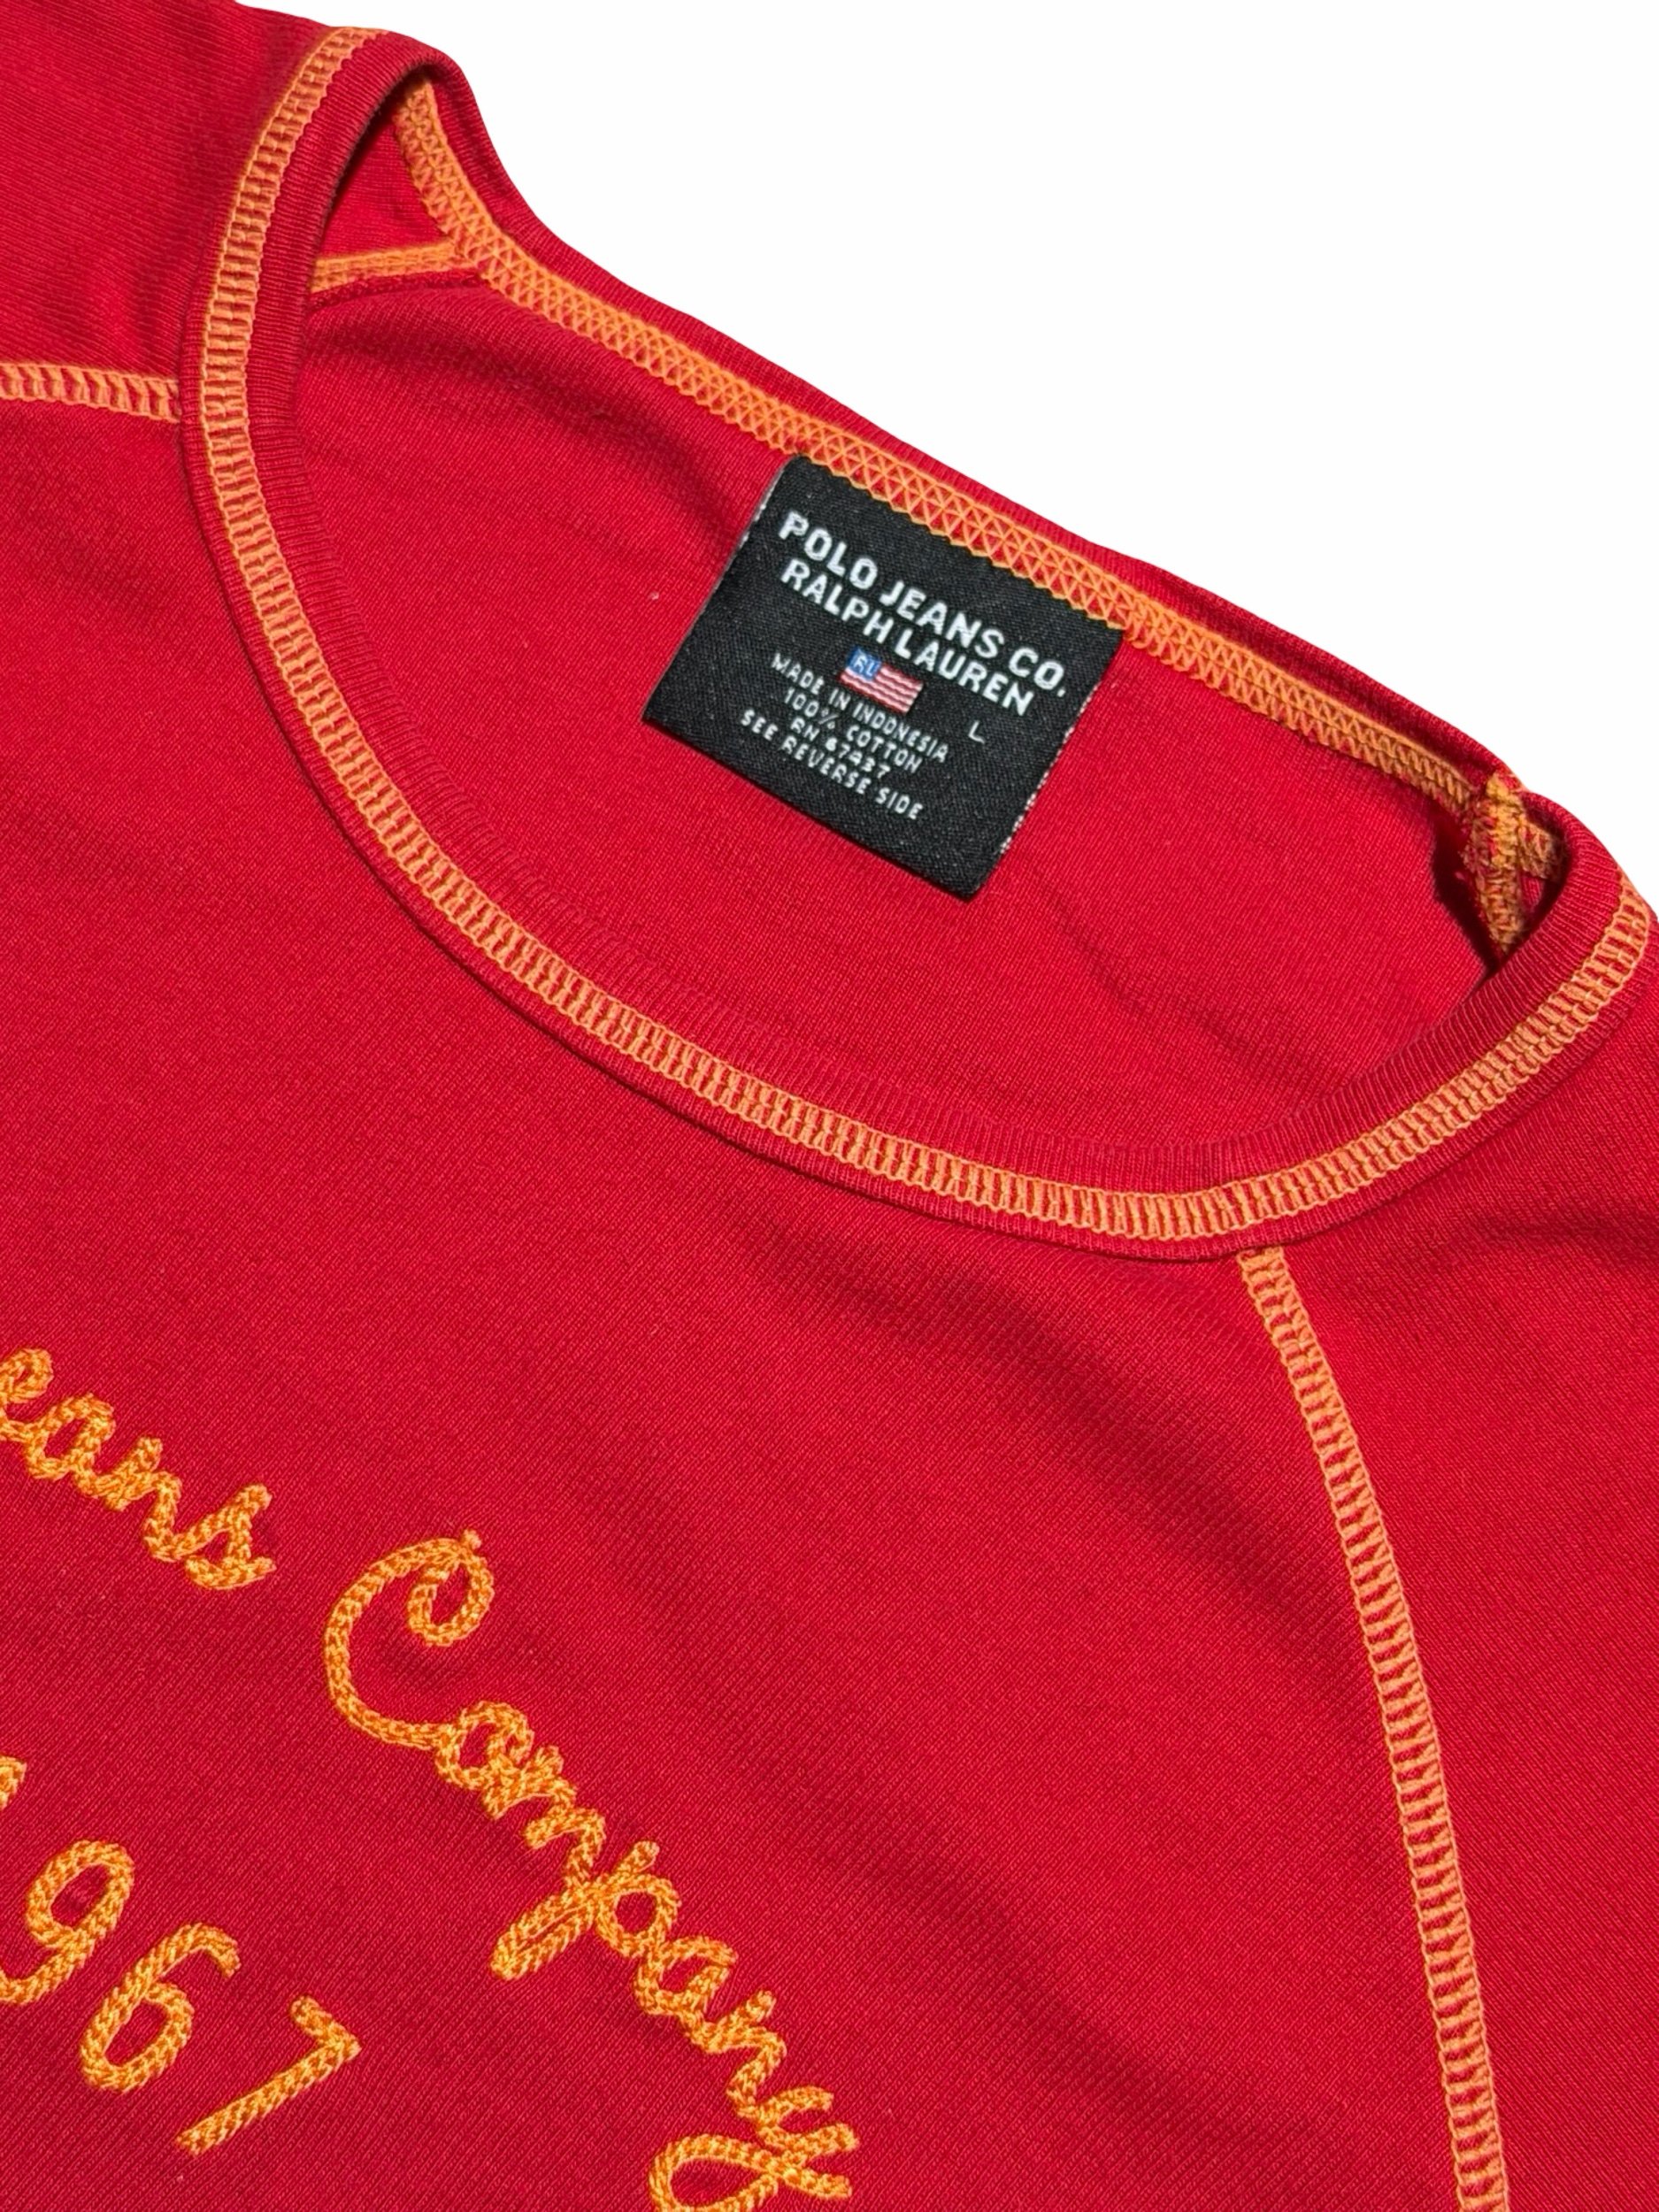 POLO JEANS CO.
RALPH LAUREN
RL
L
MADE IN INDONESIA
100% COTTON
RN 67437
SEE REVERSE SIDE
eans Company
967